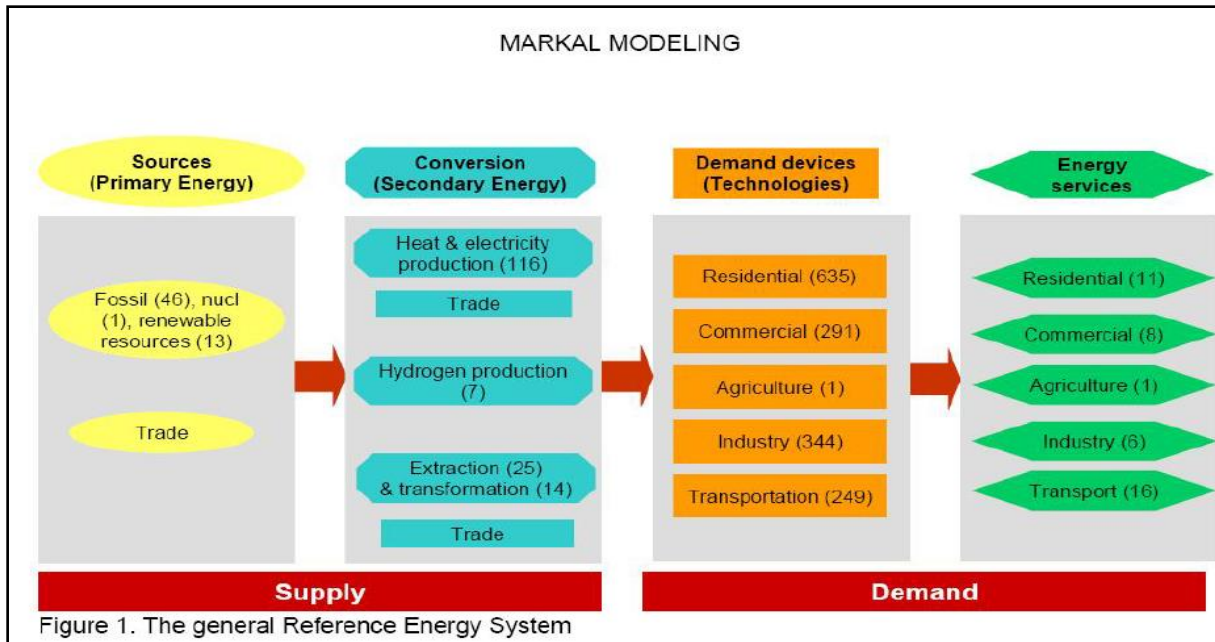 MARKAL MODELING
Sources
(Primary Energy)
Fossil (46), nucl
(1), renewable
resources (13)
Trade
Conversion
(Secondary Energy)
Heat & electricity
production (116)
Trade
Hydrogen production
(7)
Extraction (25)
& transformation (14)
Trade
Demand devices
(Technologies)
Residential (635)
Commercial (291)
Agriculture (1)
Industry (344)
Transportation (249)
Energy
services
Residential (11)
Commercial (8)
Agriculture (1)
Industry (6)
Transport (16)
Supply
Demand
Figure 1. The general Reference Energy System